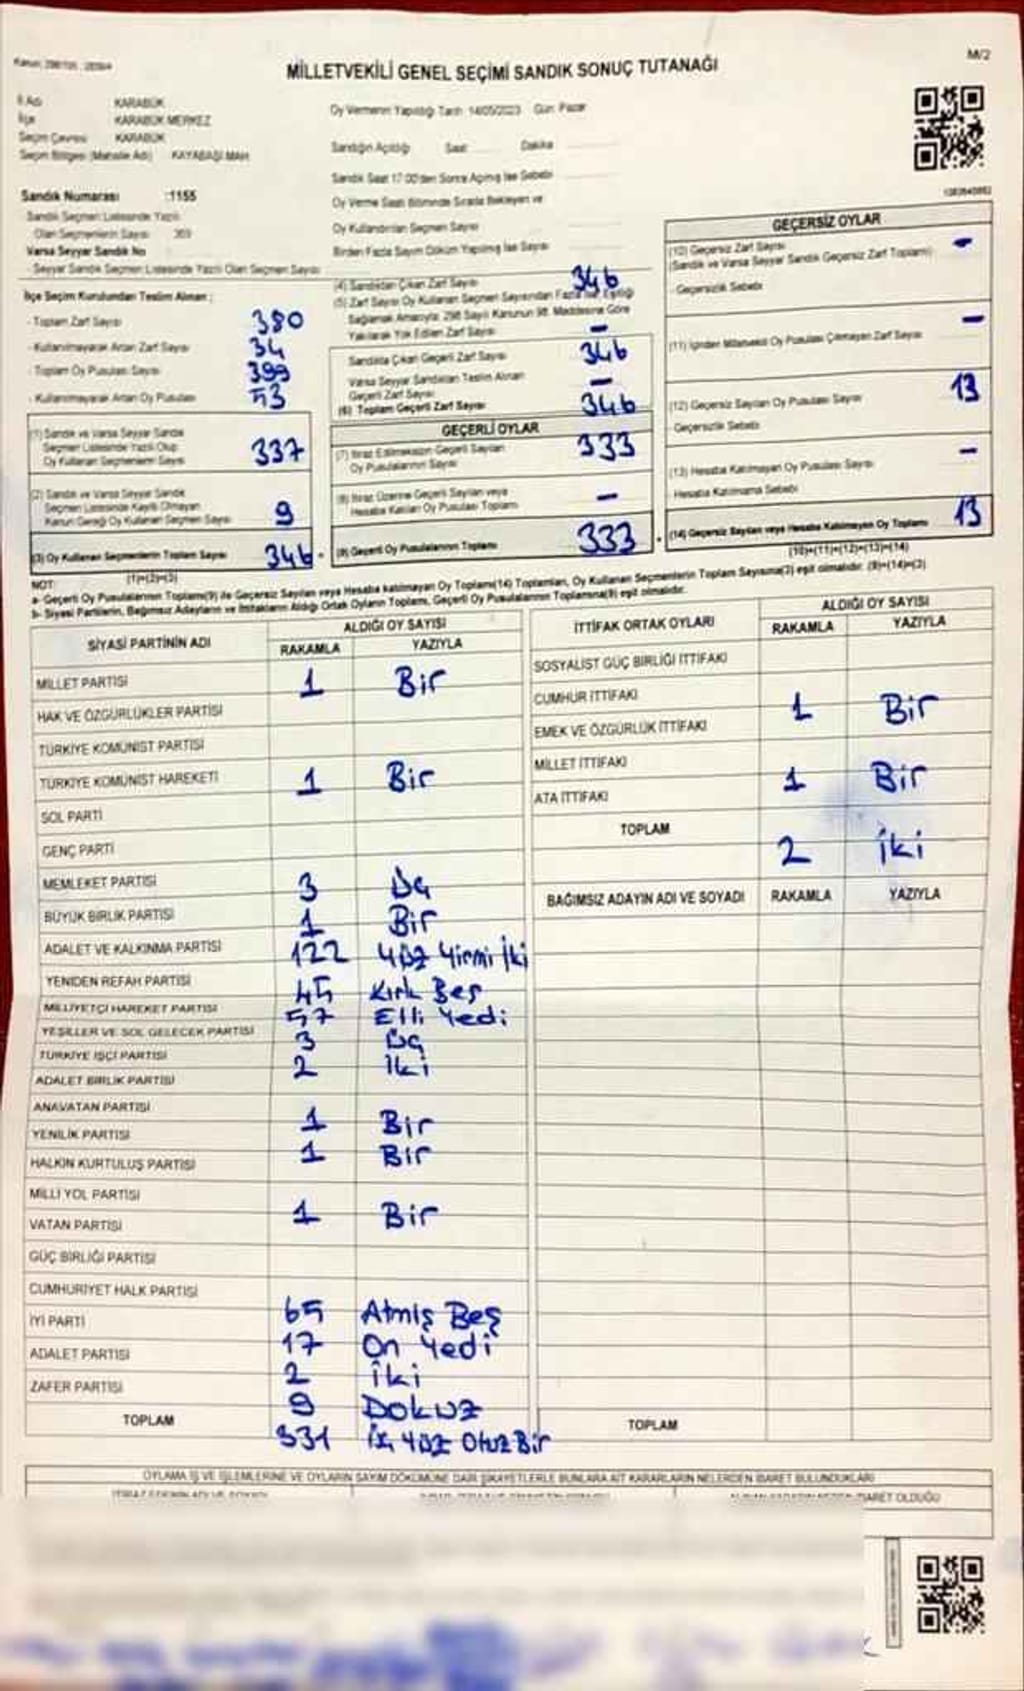 M/2
MİLLETVEKİLİ GENEL SEÇİMİ SANDIK SONUÇ TUTANAĞI
İl Adı KARABÜK
İlçe KARABÜK MERKEZ
Seçim Çevresi KARABÜK
Seçim Bölgesi (Mahalle Adı) KAYABAŞI MAH
Sandık Numarası :1155
Sandık Seçmen Listesinde Yazılı
Olan Seçmenlerin Sayısı 369
Varsa Seyyar Sandık No
Seyyar Sandık Seçmen Listesinde Yazılı Olan Seçmen Sayısı
Oy Vermenin Yapıldığı Tarih 14/05/2023 Gün: Pazar
Sandığın Açıldığı Saat Dakika
Sandık Saat 17:00'den Sonra Açılmış İse Sebebi
Oy Verme Saati Bitiminde Sırada Bekleyen ve
Oy Kullandırılan Seçmen Sayısı
Birden Fazla Sayım Döküm Yapılmış İse Sayısı
İlçe Seçim Kurulundan Teslim Alınan ;
- Toplam Zarf Sayısı 380
- Kullanılmayarak Artan Zarf Sayısı 34
- Toplam Oy Pusulası Sayısı 399
- Kullanılmayarak Artan Oy Pusulası 53
(1) Sandık ve Varsa Seyyar Sandık
Seçmen Listesinde Yazılı Olup
Oy Kullanan Seçmenlerin Sayısı 337
(2) Sandık ve Varsa Seyyar Sandık
Seçmen Listesinde Kayıtlı Olmayan
Kanun Gereği Oy Kullanan Seçmen Sayısı 9
(3) Oy Kullanan Seçmenlerin Toplam Sayısı 346
(1)+(2)=(3)
(4) Sandıktan Çıkan Zarf Sayısı 346
(5) Zarf Sayısı Oy Kullanan Seçmen Sayısından Fazla İse, Eşitliği
Sağlamak Amacıyla, 298 Sayılı Kanunun 98. Maddesine Göre
Yakılarak Yok Edilen Zarf Sayısı –
Sandıkta Çıkan Geçerli Zarf Sayısı 346
Varsa Seyyar Sandıktan Teslim Alınan
Geçerli Zarf Sayısı –
(6) Toplam Geçerli Zarf Sayısı 346
GEÇERLİ OYLAR
(7) İtiraz Edilmeksizin Geçerli Sayılan
Oy Pusulalarının Sayısı 333
(8) İtiraz Üzerine Geçerli Sayılan veya
Hesaba Katılan Oy Pusulası Toplamı –
(9) Geçerli Oy Pusulalarının Toplamı 333
GEÇERSİZ OYLAR
(10) Geçersiz Zarf Sayısı –
(Sandık ve Varsa Seyyar Sandık Geçersiz Zarf Toplamı)
- Geçersizlik Sebebi
(11) İçinden Milletvekili Oy Pusulası Çıkmayan Zarf Sayısı –
(12) Geçersiz Sayılan Oy Pusulası Sayısı 13
- Geçersizlik Sebebi
(13) Hesaba Katılmayan Oy Pusulası Sayısı –
- Hesaba Katılmama Sebebi
(14) Geçersiz Sayılan veya Hesaba Katılmayan Oy Toplamı 13
(10)+(11)+(12)+(13)=(14)
NOT:
a- Geçerli Oy Pusulalarının Toplamı(9) ile Geçersiz Sayılan veya Hesaba katılmayan Oy Toplamı(14) Toplamları, Oy Kullanan Seçmenlerin Toplam Sayısına(3) eşit olmalıdır. (9)+(14)=(3)
b- Siyasi Partilerin, Bağımsız Adayların ve İttifakların Aldığı Ortak Oyların Toplamı, Geçerli Oy Pusulalarının Toplamına(9) eşit olmalıdır.
SİYASİ PARTİNİN ADI ALDIĞI OY SAYISI
RAKAMLA YAZIYLA
MİLLET PARTİSİ 1 Bir
HAK VE ÖZGÜRLÜKLER PARTİSİ
TÜRKİYE KOMÜNİST PARTİSİ
TÜRKİYE KOMÜNİST HAREKETİ 1 Bir
SOL PARTİ
GENÇ PARTİ
MEMLEKET PARTİSİ 3 Üç
BÜYÜK BİRLİK PARTİSİ 1 Bir
ADALET VE KALKINMA PARTİSİ 122 Yüz Yirmi İki
YENİDEN REFAH PARTİSİ 45 Kırk Beş
MİLLİYETÇİ HAREKET PARTİSİ 57 Elli Yedi
YEŞİLLER VE SOL GELECEK PARTİSİ 3 Üç
TÜRKİYE İŞÇİ PARTİSİ 2 İki
ADALET BİRLİK PARTİSİ
ANAVATAN PARTİSİ 1 Bir
YENİLİK PARTİSİ 1 Bir
HALKIN KURTULUŞ PARTİSİ
MİLLİ YOL PARTİSİ 1 Bir
VATAN PARTİSİ
GÜÇ BİRLİĞİ PARTİSİ
CUMHURİYET HALK PARTİSİ 65 Atmış Beş
İYİ PARTİ 17 On Yedi
ADALET PARTİSİ 2 İki
ZAFER PARTİSİ 9 Dokuz
TOPLAM 331 Üç Yüz Otuz Bir
İTTİFAK ORTAK OYLARI ALDIĞI OY SAYISI
RAKAMLA YAZIYLA
SOSYALİST GÜÇ BİRLİĞİ İTTİFAKI
CUMHUR İTTİFAKI 1 Bir
EMEK VE ÖZGÜRLÜK İTTİFAKI
MİLLET İTTİFAKI 1 Bir
ATA İTTİFAKI
TOPLAM 2 İki
BAĞIMSIZ ADAYIN ADI VE SOYADI RAKAMLA YAZIYLA
TOPLAM
OYLAMA İŞ VE İŞLEMLERİNE VE OYLARIN SAYIM DÖKÜMÜNE DAİR ŞİKAYETLERLE BUNLARA AİT KARARLARIN NELERDEN İBARET BULUNDUKLARI